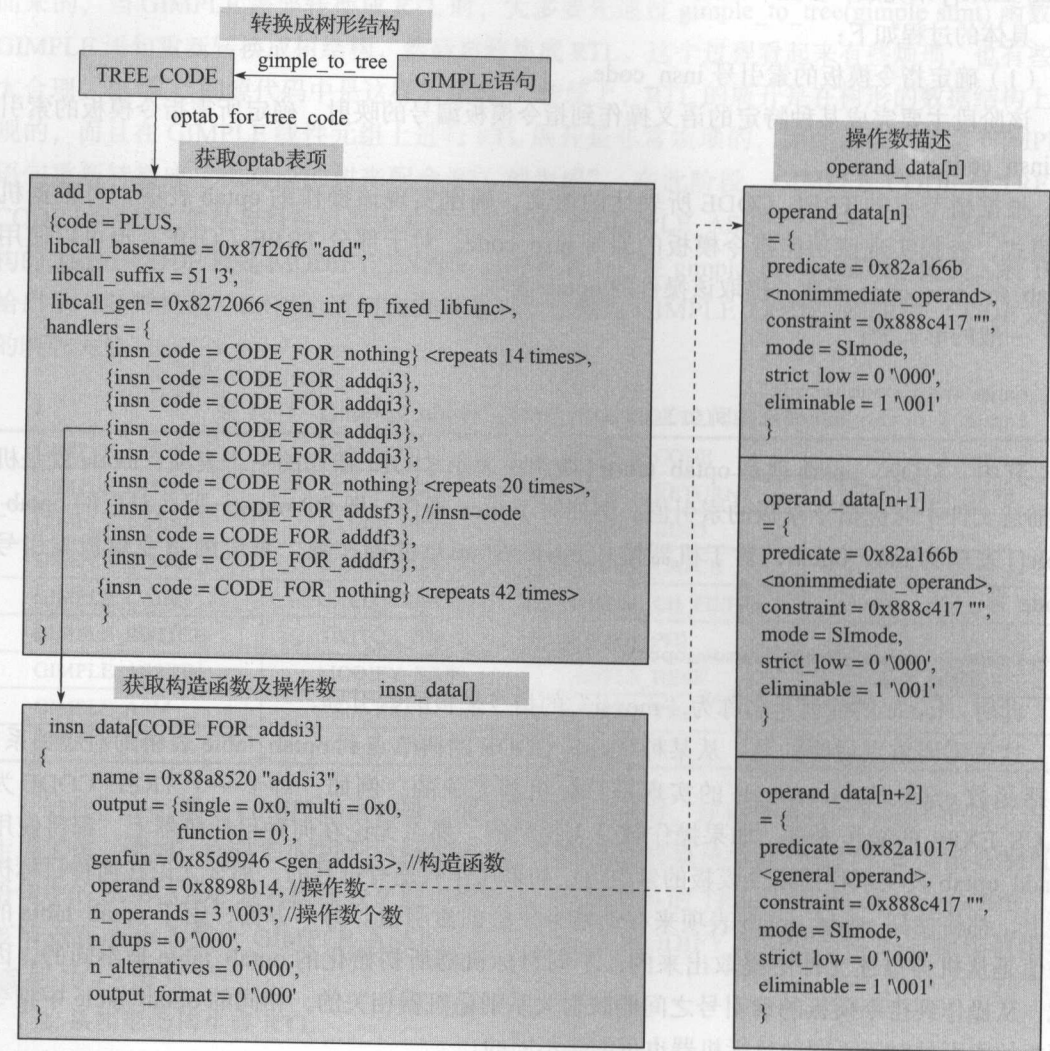 转换成树形结构
TREE_CODE
gimple_to_tree
GIMPLE语句
optab_for_tree_code
获取optab表项
add_optab
{code = PLUS,
libcall_basename = 0x87f26f6 "add",
libcall_suffix = 51 '3',
libcall_gen = 0x8272066 <gen_int_fp_fixed_libfunc>,
handlers = {
{insn_code = CODE_FOR_nothing} <repeats 14 times>,
{insn_code = CODE_FOR_addqi3},
{insn_code = CODE_FOR_addqi3},
{insn_code = CODE_FOR_addqi3},
{insn_code = CODE_FOR_addqi3},
{insn_code = CODE_FOR_nothing} <repeats 20 times>,
{insn_code = CODE_FOR_addsf3}, //insn-code
{insn_code = CODE_FOR_adddf3},
{insn_code = CODE_FOR_adddf3},
{insn_code = CODE_FOR_nothing} <repeats 42 times>
}
}
获取构造函数及操作数 insn_data[]
insn_data[CODE_FOR_addsi3]
{
name = 0x88a8520 "addsi3",
output = {single = 0x0, multi = 0x0,
function = 0},
genfun = 0x85d9946 <gen_addsi3>, //构造函数
operand = 0x8898b14, //操作数
n_operands = 3 '\003', //操作数个数
n_dups = 0 '\000',
n_alternatives = 0 '\000',
output_format = 0 '\000'
}
操作数描述
operand_data[n]
operand_data[n]
= {
predicate = 0x82a166b
<nonimmediate_operand>,
constraint = 0x888c417 "",
mode = SImode,
strict_low = 0 '\000',
eliminable = 1 '\001'
}
operand_data[n+1]
= {
predicate = 0x82a166b
<nonimmediate_operand>,
constraint = 0x888c417 "",
mode = SImode,
strict_low = 0 '\000',
eliminable = 1 '\001'
}
operand_data[n+2]
= {
predicate = 0x82a1017
<general_operand>,
constraint = 0x888c417 "",
mode = SImode,
strict_low = 0 '\000',
eliminable = 1 '\001'
}